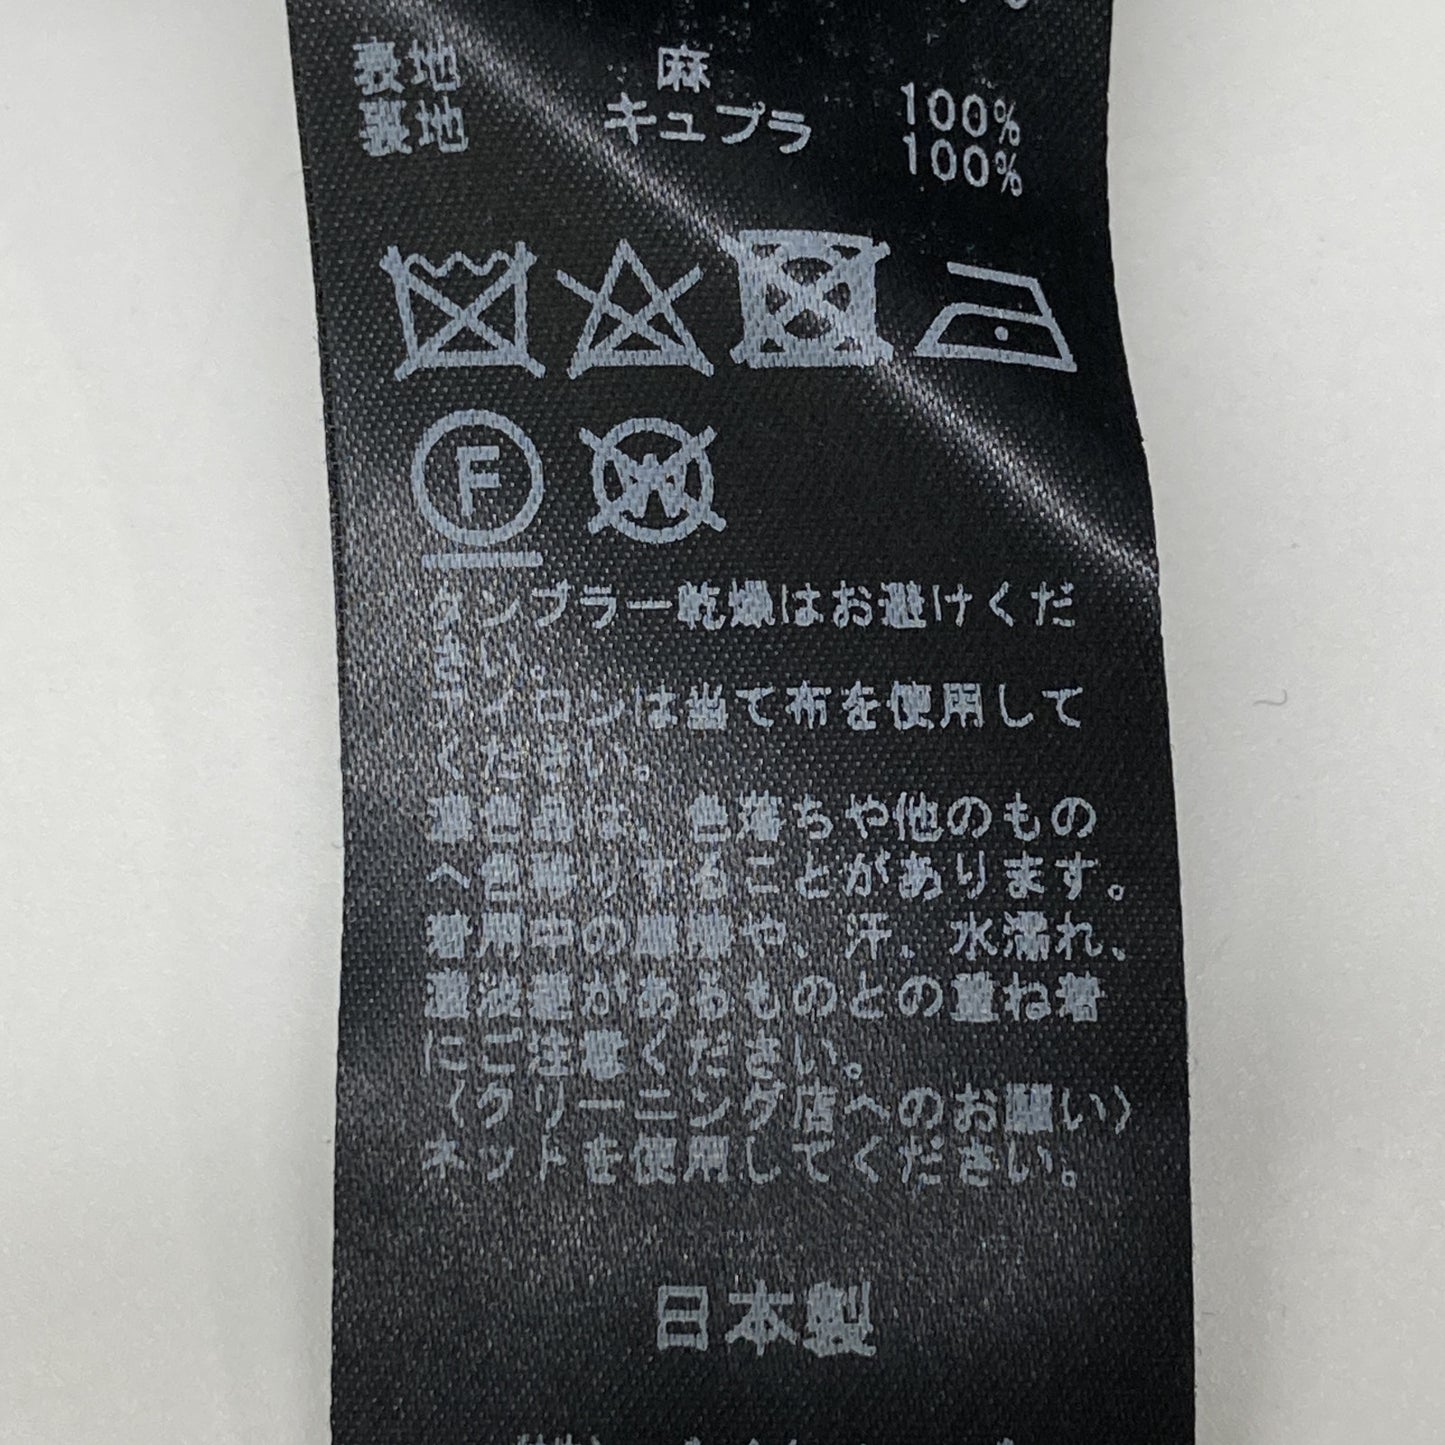 表地 麻 100%
裏地 キュプラ 100%
F
W
タンブラー乾燥はお避けくだ
さい。
アイロンは当て布を使用して
ください。
濃色品は、色落ちや他のもの
へ色移りすることがあります。
着用中の摩擦や、汗、水濡れ、
濃淡差があるものとの重ね着
にご注意ください。
(クリーニング店へのお願い)
ネットを使用してください。
日本製